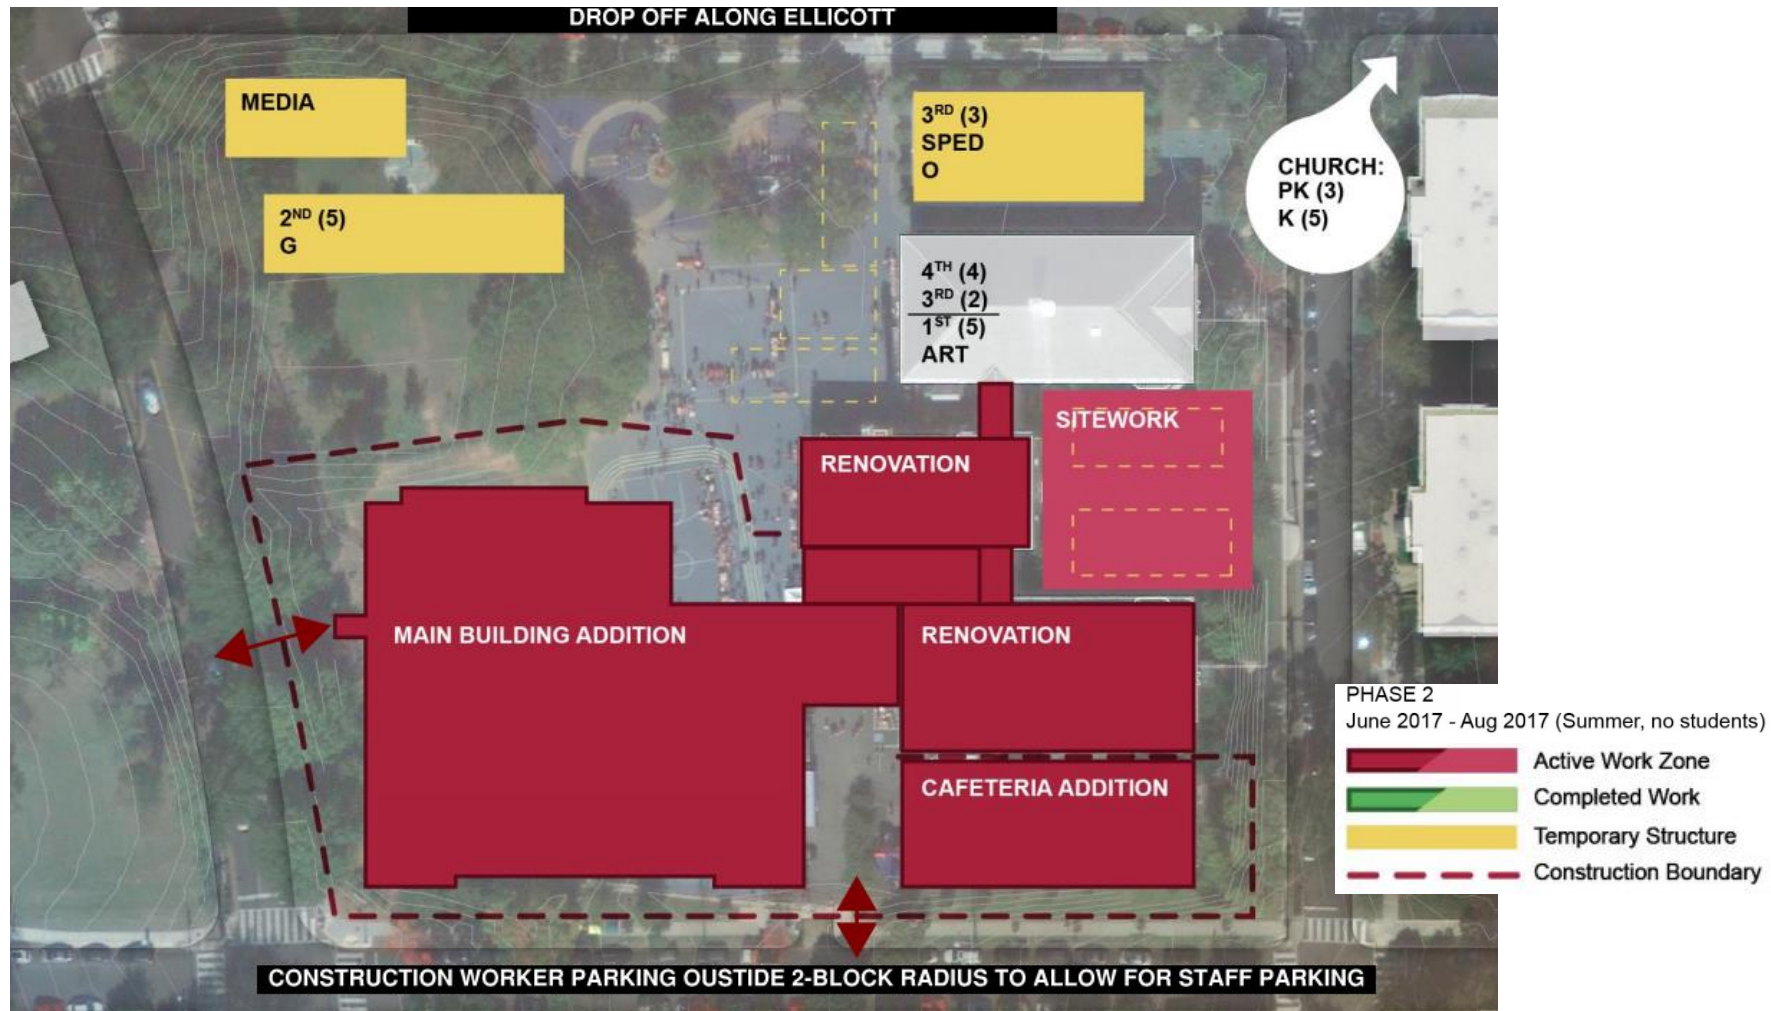 DROP OFF ALONG ELLICOTT
MEDIA
2ND (5)
G
3RD (3)
SPED
O
CHURCH:
PK (3)
K (5)
4TH (4)
3RD (2)
1ST (5)
ART
SITEWORK
RENOVATION
MAIN BUILDING ADDITION
RENOVATION
CAFETERIA ADDITION
PHASE 2
June 2017 - Aug 2017 (Summer, no students)
Active Work Zone
Completed Work
Temporary Structure
Construction Boundary
CONSTRUCTION WORKER PARKING OUSTIDE 2-BLOCK RADIUS TO ALLOW FOR STAFF PARKING